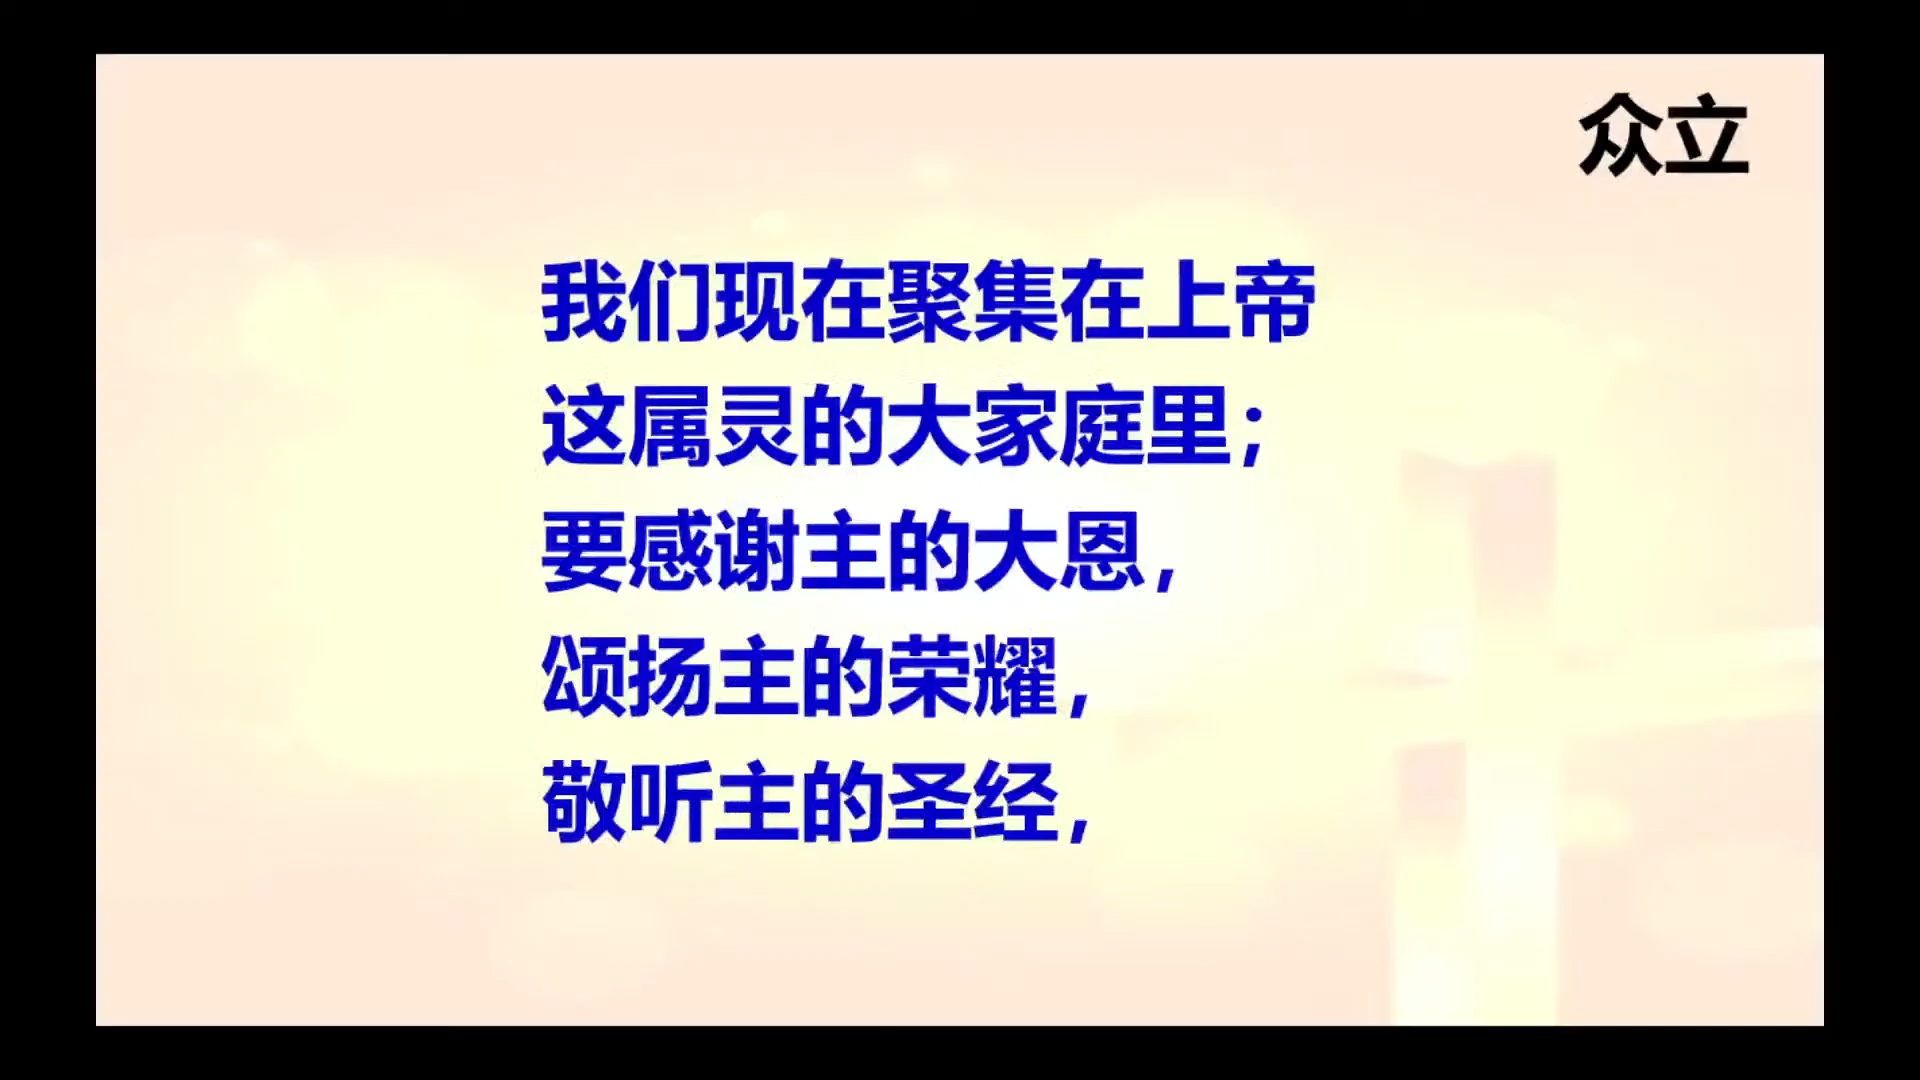 众立
我们现在聚集在上帝
这属灵的大家庭里；
要感谢主的大恩，
颂扬主的荣耀，
敬听主的圣经，